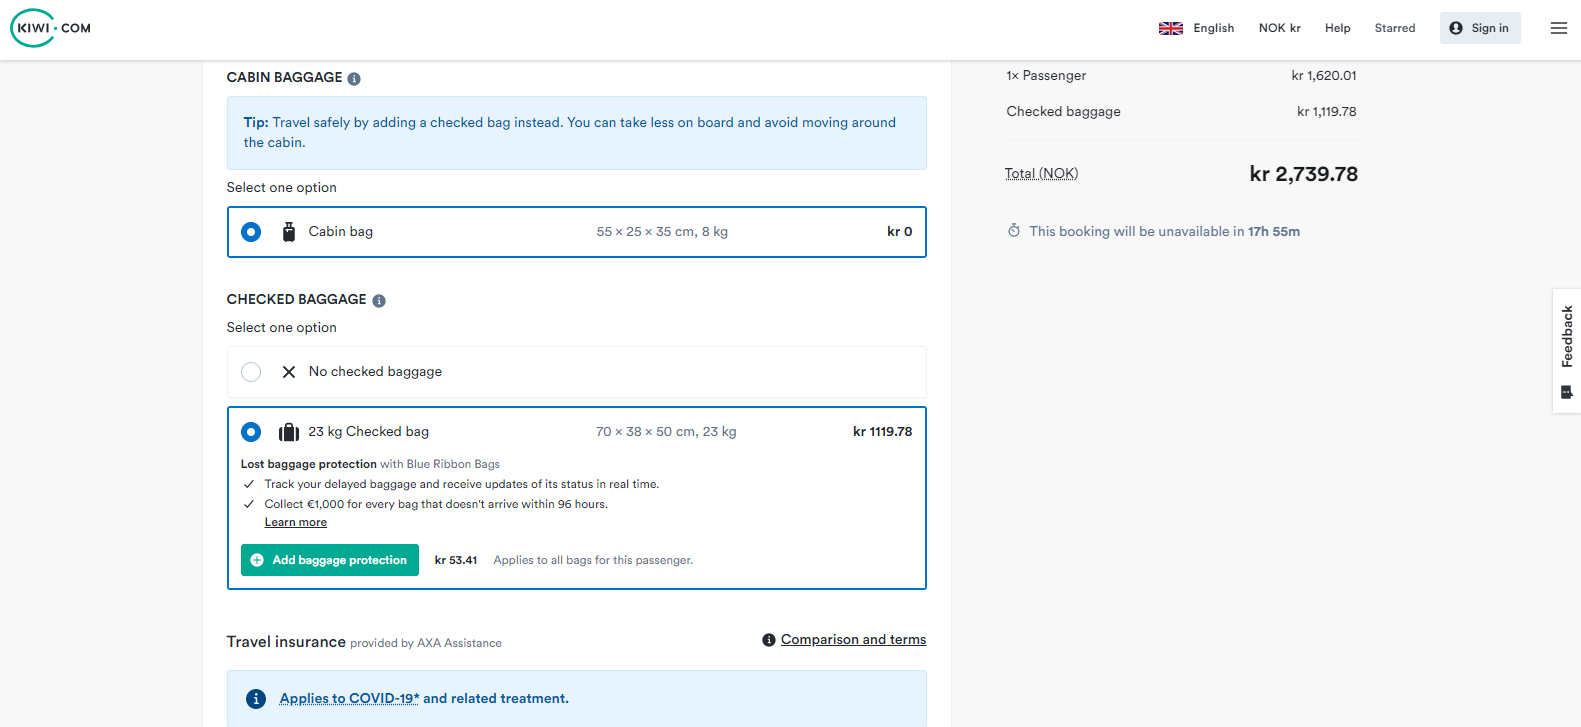 KIWI.COM
English
NOK kr
Help
Starred
Sign in
CABIN BAGGAGE
Tip: Travel safely by adding a checked bag instead. You can take less on board and avoid moving around
the cabin.
Select one option
Cabin bag 55 × 25 × 35 cm, 8 kg kr 0
CHECKED BAGGAGE
Select one option
No checked baggage
23 kg Checked bag 70 × 38 × 50 cm, 23 kg kr 1119.78
Lost baggage protection with Blue Ribbon Bags
Track your delayed baggage and receive updates of its status in real time.
Collect €1,000 for every bag that doesn't arrive within 96 hours.
Learn more
Add baggage protection kr 53.41 Applies to all bags for this passenger.
Travel insurance provided by AXA Assistance
Comparison and terms
Applies to COVID-19* and related treatment.
1× Passenger kr 1,620.01
Checked baggage kr 1,119.78
Total (NOK) kr 2,739.78
This booking will be unavailable in 17h 55m
Feedback